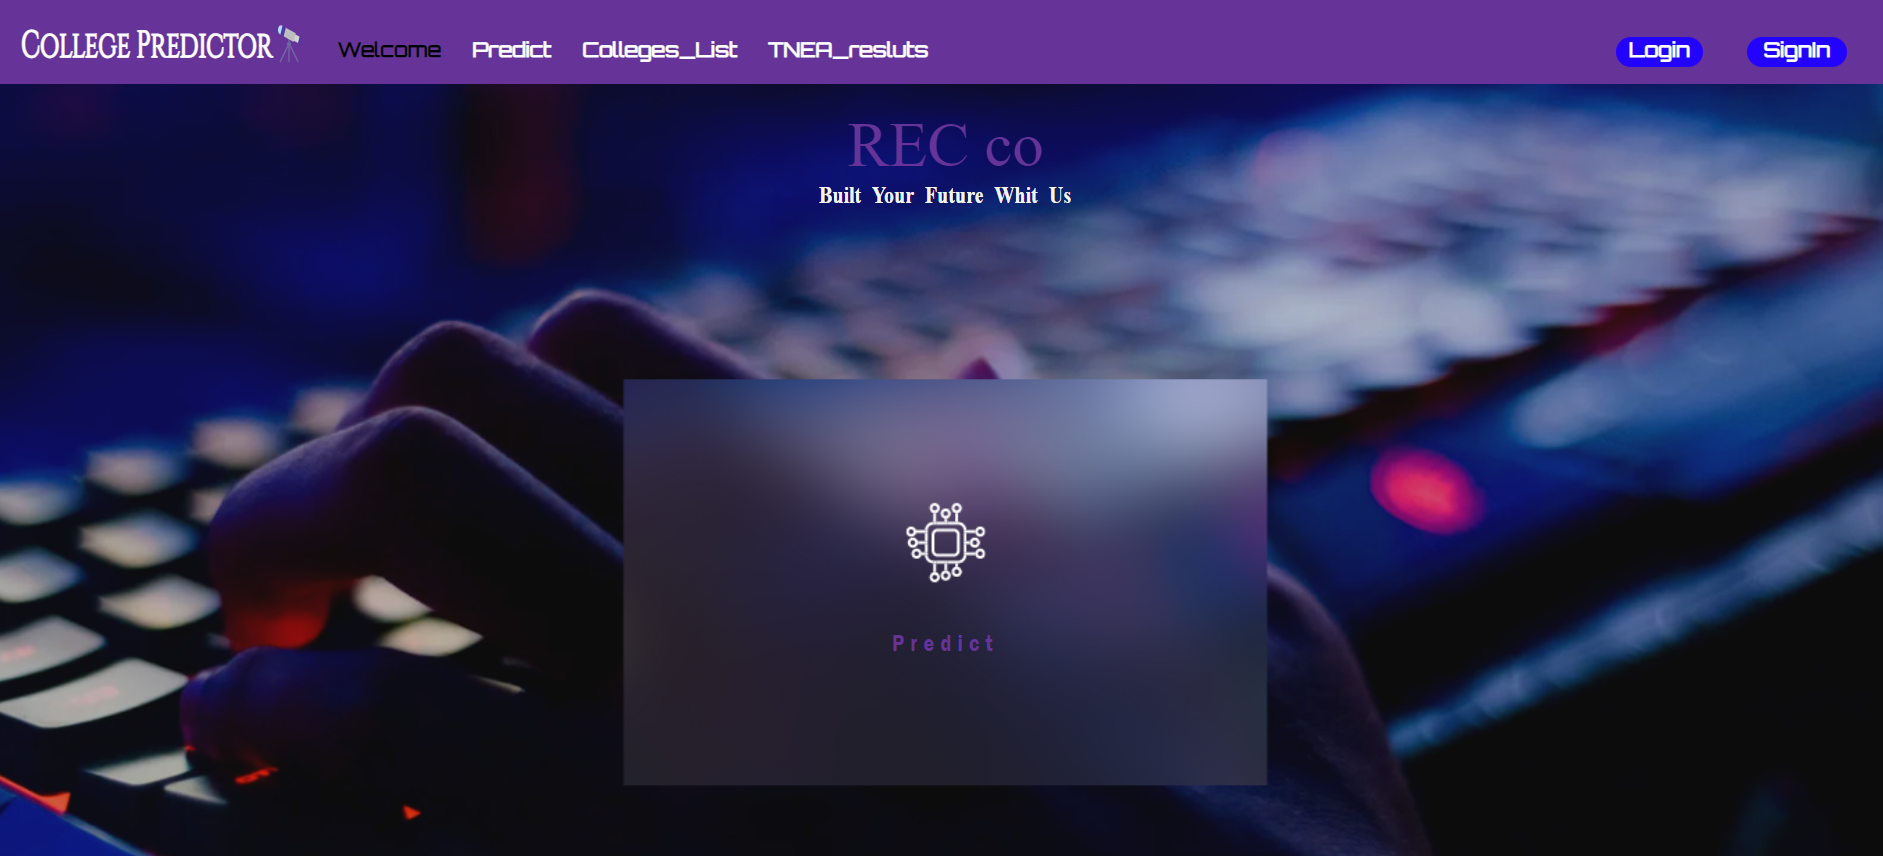 COLLEGE PREDICTOR
Welcome Predict Colleges_List TNEA_resluts Login SignIn
REC co
Built Your Future Whit Us
Predict